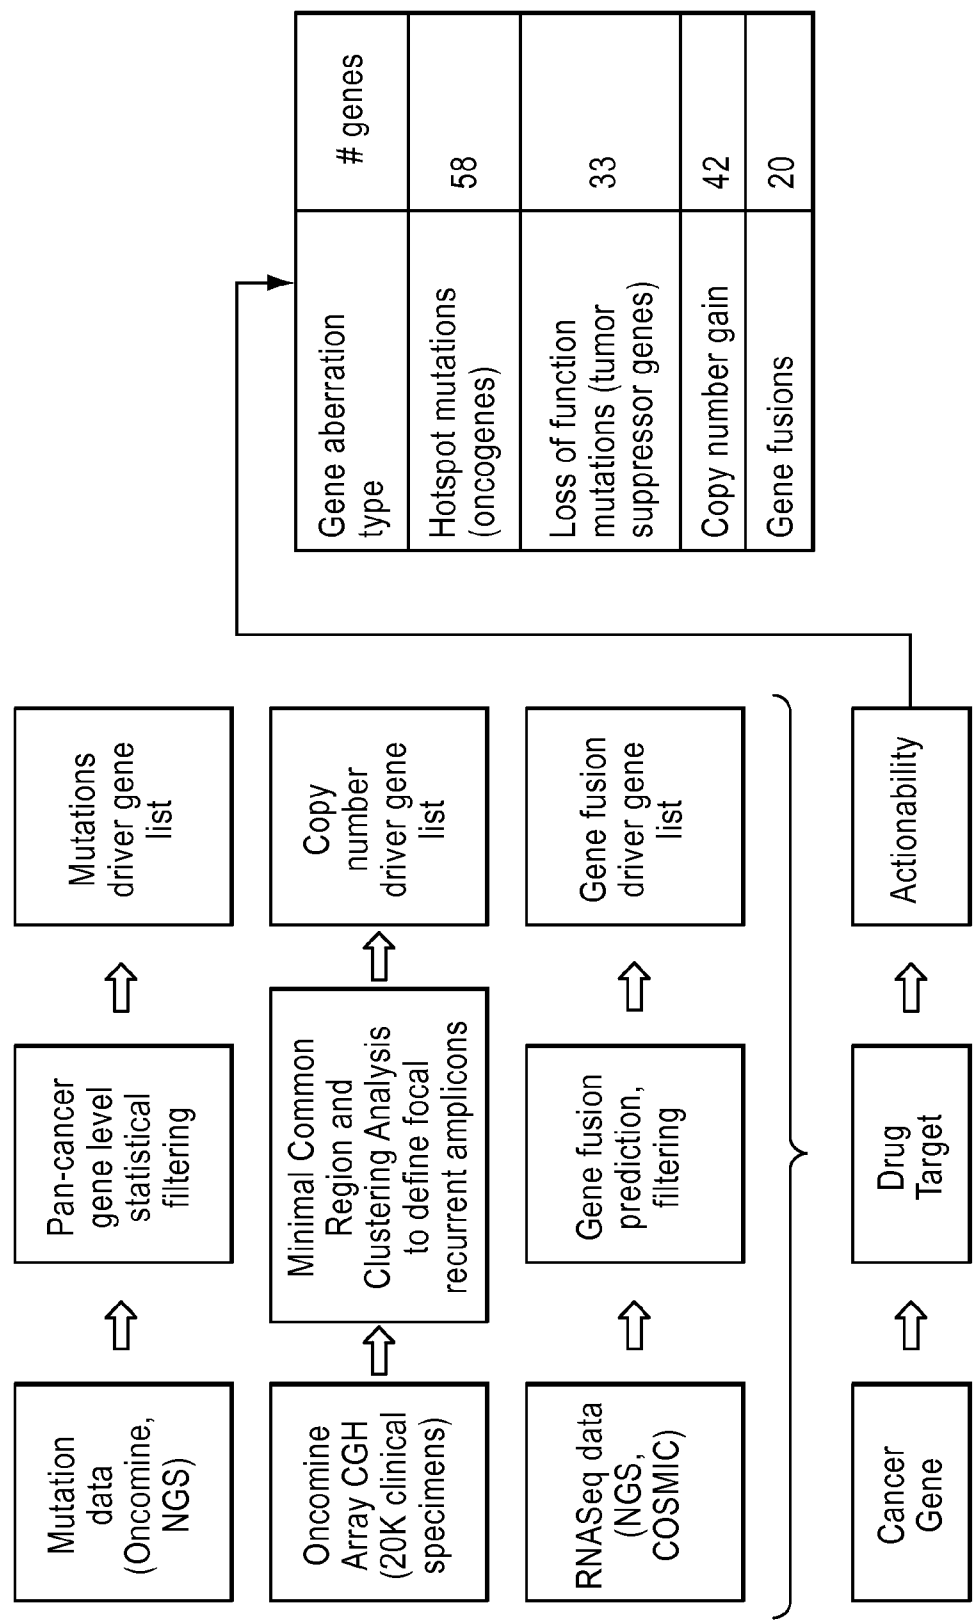 Mutation
data
(Oncomine,
NGS)
Pan-cancer
gene level
statistical
filtering
Mutations
driver gene
list
Oncomine
Array CGH
(20K clinical
specimens)
Minimal Common
Region and
Clustering Analysis
to define focal
recurrent amplicons
Copy
number
driver gene
list
RNASeq data
(NGS,
COSMIC)
Gene fusion
prediction,
filtering
Gene fusion
driver gene
list
Cancer
Gene
Drug
Target
Actionability
Gene aberration
type
# genes
Hotspot mutations
(oncogenes)
58
Loss of function
mutations (tumor
suppressor genes)
33
Copy number gain
42
Gene fusions
20